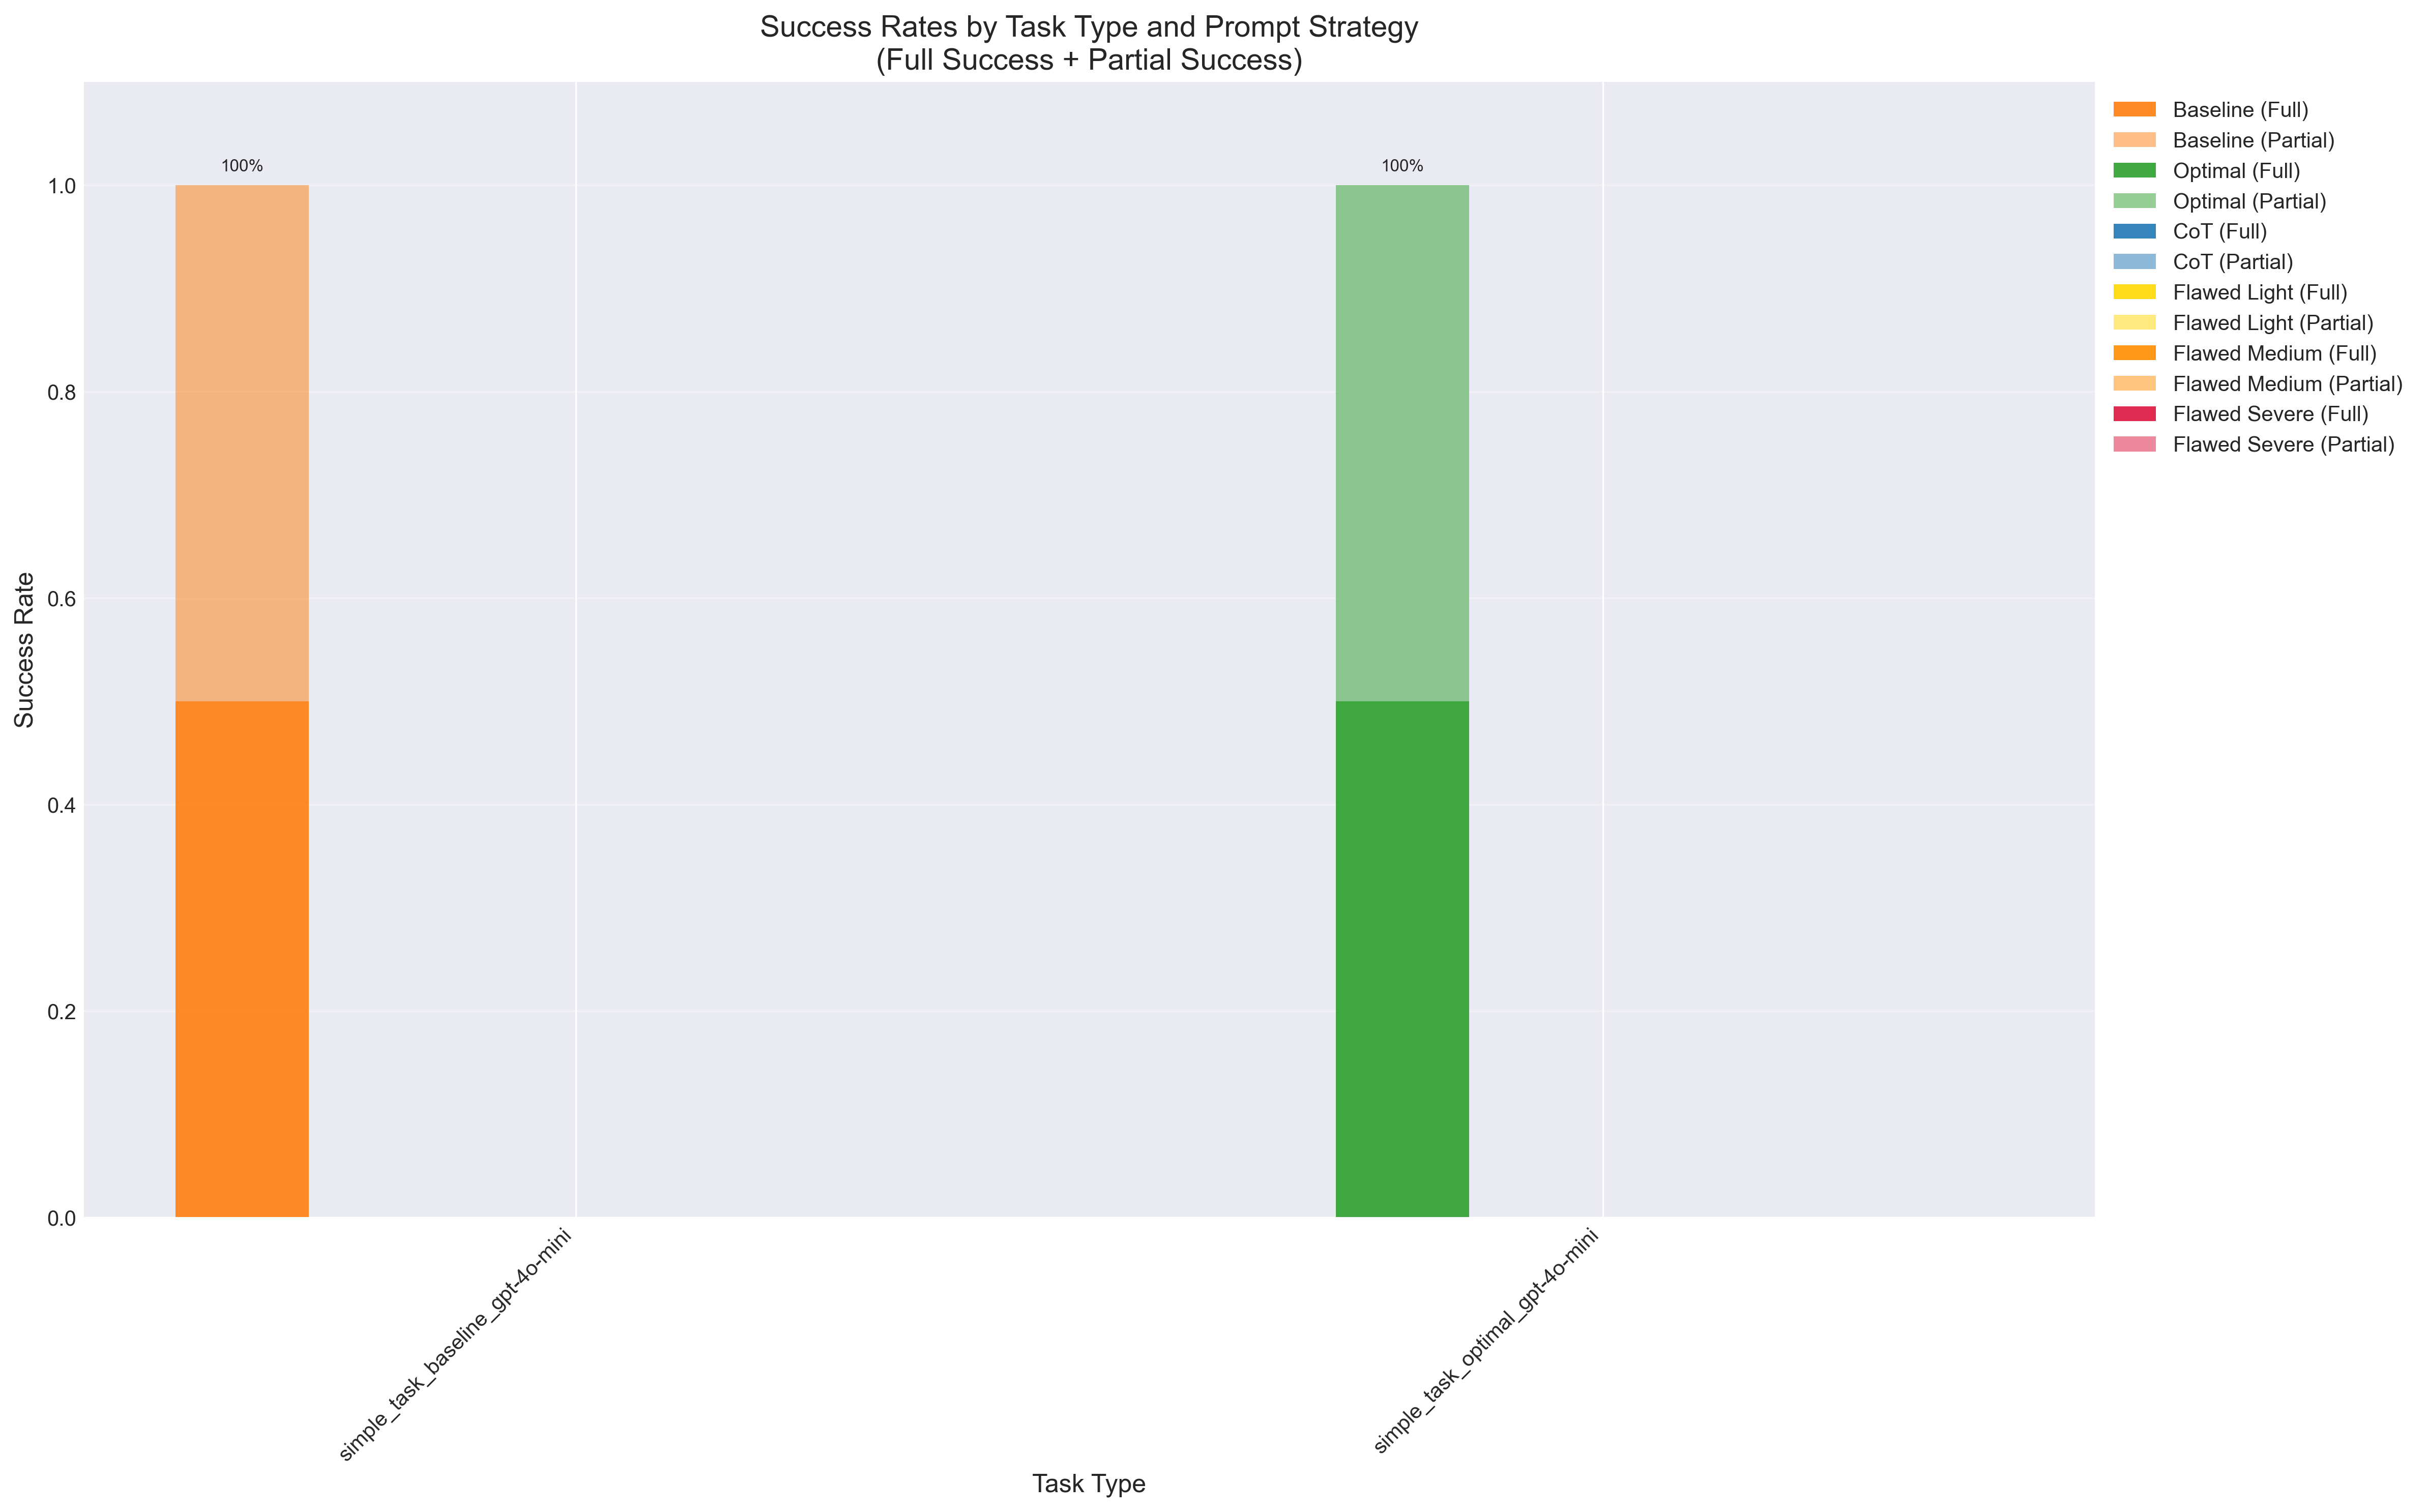 Success Rates by Task Type and Prompt Strategy
(Full Success + Partial Success)
Baseline (Full)
Baseline (Partial)
Optimal (Full)
Optimal (Partial)
CoT (Full)
CoT (Partial)
Flawed Light (Full)
Flawed Light (Partial)
Flawed Medium (Full)
Flawed Medium (Partial)
Flawed Severe (Full)
Flawed Severe (Partial)
100%
100%
Success Rate
1.0
0.8
0.6
0.4
0.2
0.0
simple_task_baseline_gpt-4o-mini
simple_task_optimal_gpt-4o-mini
Task Type